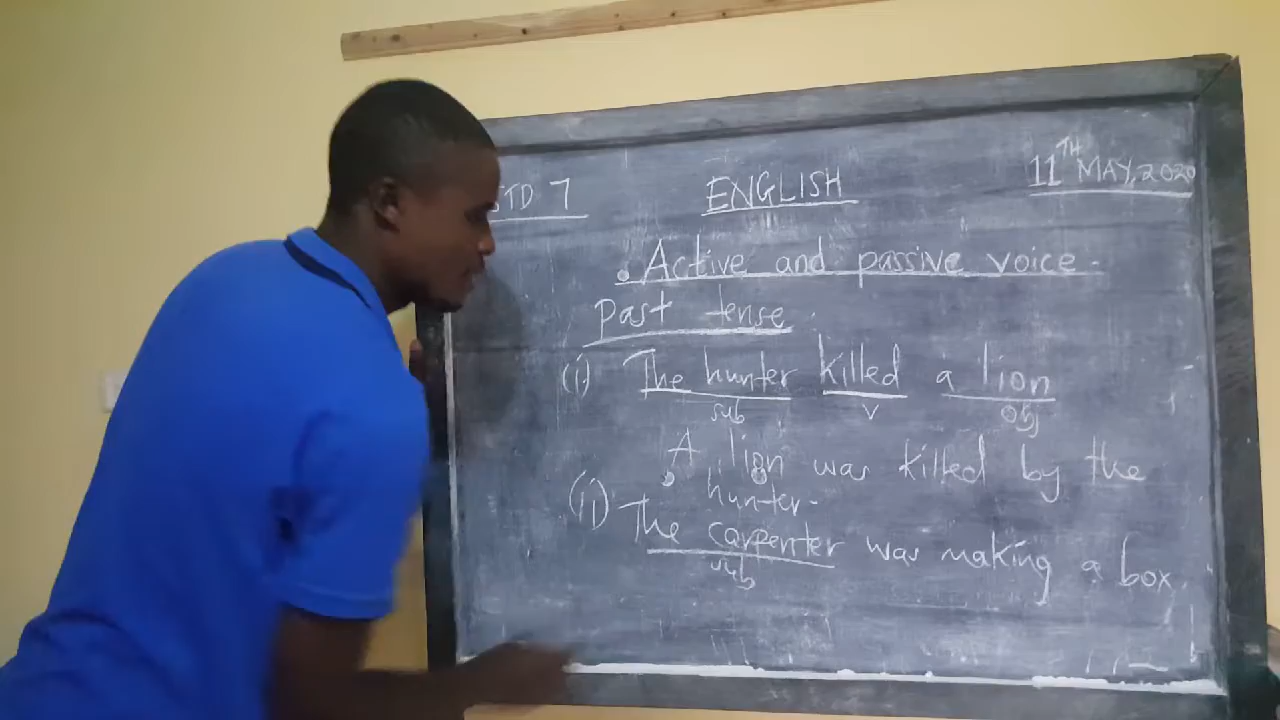 STD 7 ENGLISH 11TH MAY, 2020
. Active and passive voice -
Past tense
(i) The hunter killed a lion
sub v obj
A lion was killed by the
hunter.
(ii) The carpenter was making a box.
sub